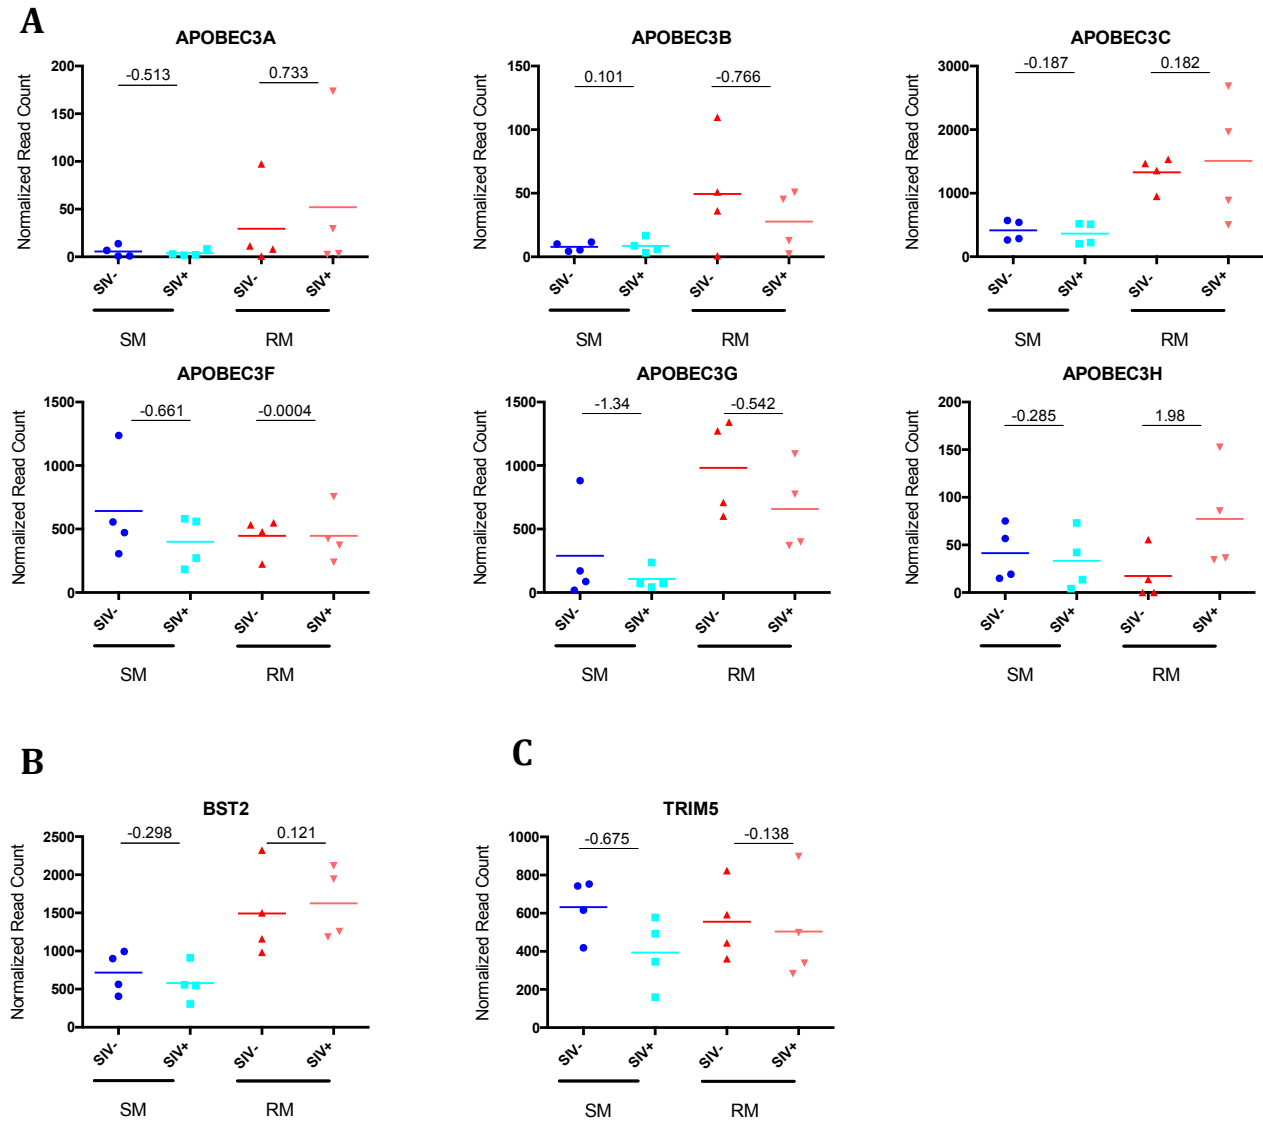 A
APOBEC3A
Normalized Read Count
200
150
100
50
0
-0.513
0.733
SIV-
SIV+
SIV-
SIV+
SM
RM
APOBEC3B
Normalized Read Count
150
100
50
0
0.101
-0.766
SIV-
SIV+
SIV-
SIV+
SM
RM
APOBEC3C
Normalized Read Count
3000
2000
1000
0
-0.187
0.182
SIV-
SIV+
SIV-
SIV+
SM
RM
APOBEC3F
Normalized Read Count
1500
1000
500
0
-0.661
-0.0004
SIV-
SIV+
SIV-
SIV+
SM
RM
APOBEC3G
Normalized Read Count
1500
1000
500
0
-1.34
-0.542
SIV-
SIV+
SIV-
SIV+
SM
RM
APOBEC3H
Normalized Read Count
200
150
100
50
0
-0.285
1.98
SIV-
SIV+
SIV-
SIV+
SM
RM
B
BST2
Normalized Read Count
2500
2000
1500
1000
500
0
-0.298
0.121
SIV-
SIV+
SIV-
SIV+
SM
RM
C
TRIM5
Normalized Read Count
1000
800
600
400
200
0
-0.675
-0.138
SIV-
SIV+
SIV-
SIV+
SM
RM